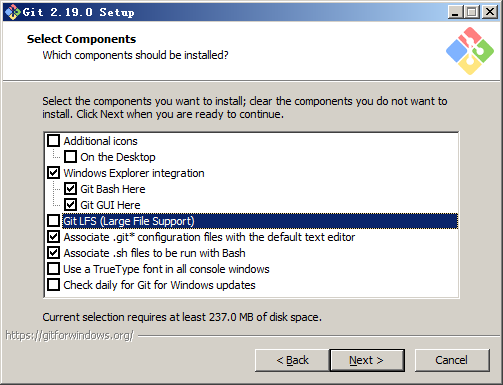 Git 2.19.0 Setup
Select Components
Which components should be installed?
Select the components you want to install; clear the components you do not want to
install. Click Next when you are ready to continue.
Additional icons
On the Desktop
Windows Explorer integration
Git Bash Here
Git GUI Here
Git LFS (Large File Support)
Associate .git* configuration files with the default text editor
Associate .sh files to be run with Bash
Use a TrueType font in all console windows
Check daily for Git for Windows updates
Current selection requires at least 237.0 MB of disk space.
https://gitforwindows.org/
< Back
Next >
Cancel